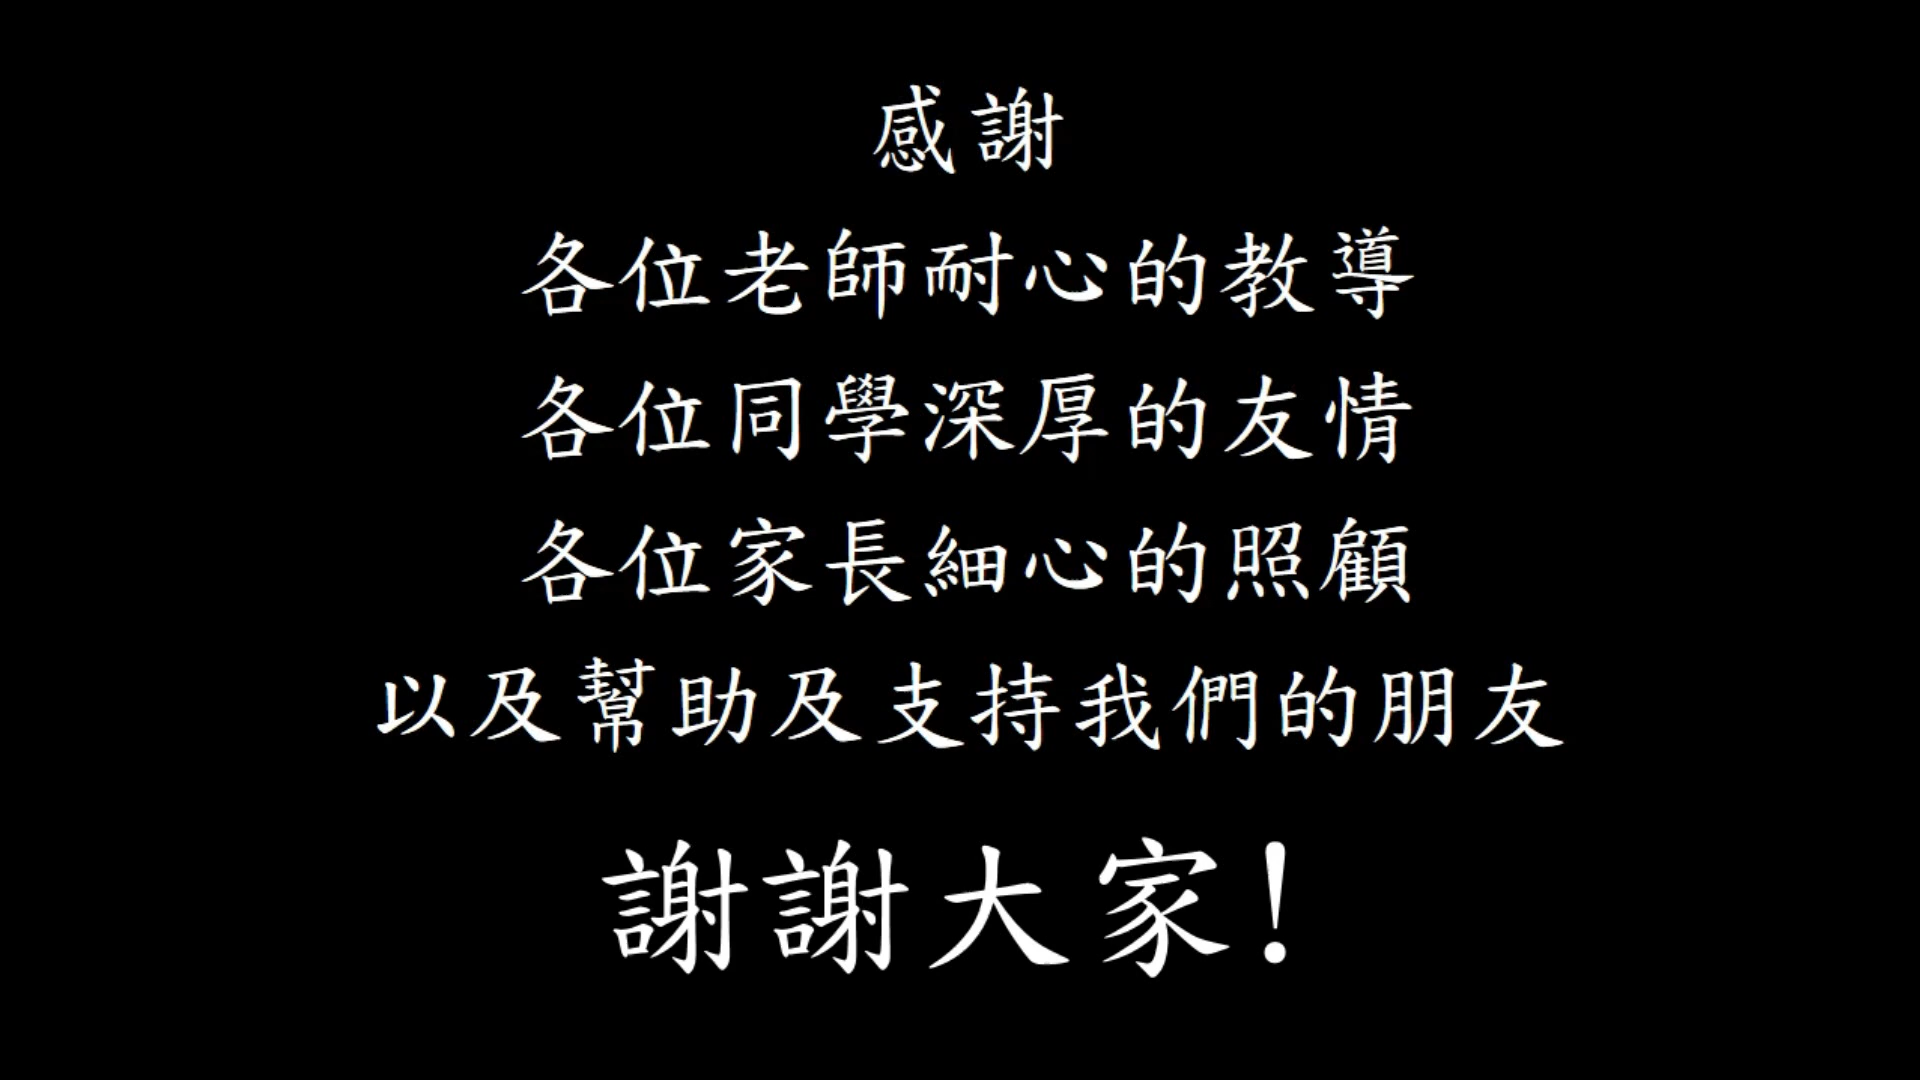 感謝
各位老師耐心的教導
各位同學深厚的友情
各位家長細心的照顧
以及幫助及支持我們的朋友
謝謝大家!